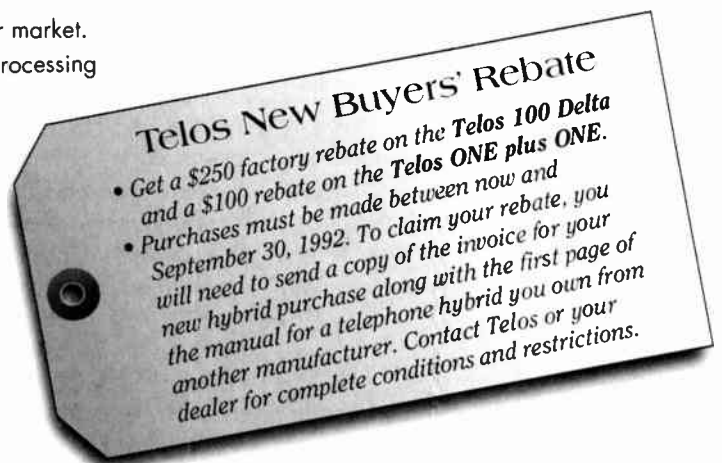 r market.
rocessing
Telos New Buyers' Rebate
• Get a $250 factory rebate on the Telos 100 Delta
and a $100 rebate on the Telos ONE plus ONE.
• Purchases must be made between now and
September 30, 1992. To claim your rebate, you
will need to send a copy of the invoice for your
new hybrid purchase along with the first page of
the manual for a telephone hybrid you own from
another manufacturer. Contact Telos or your
dealer for complete conditions and restrictions.